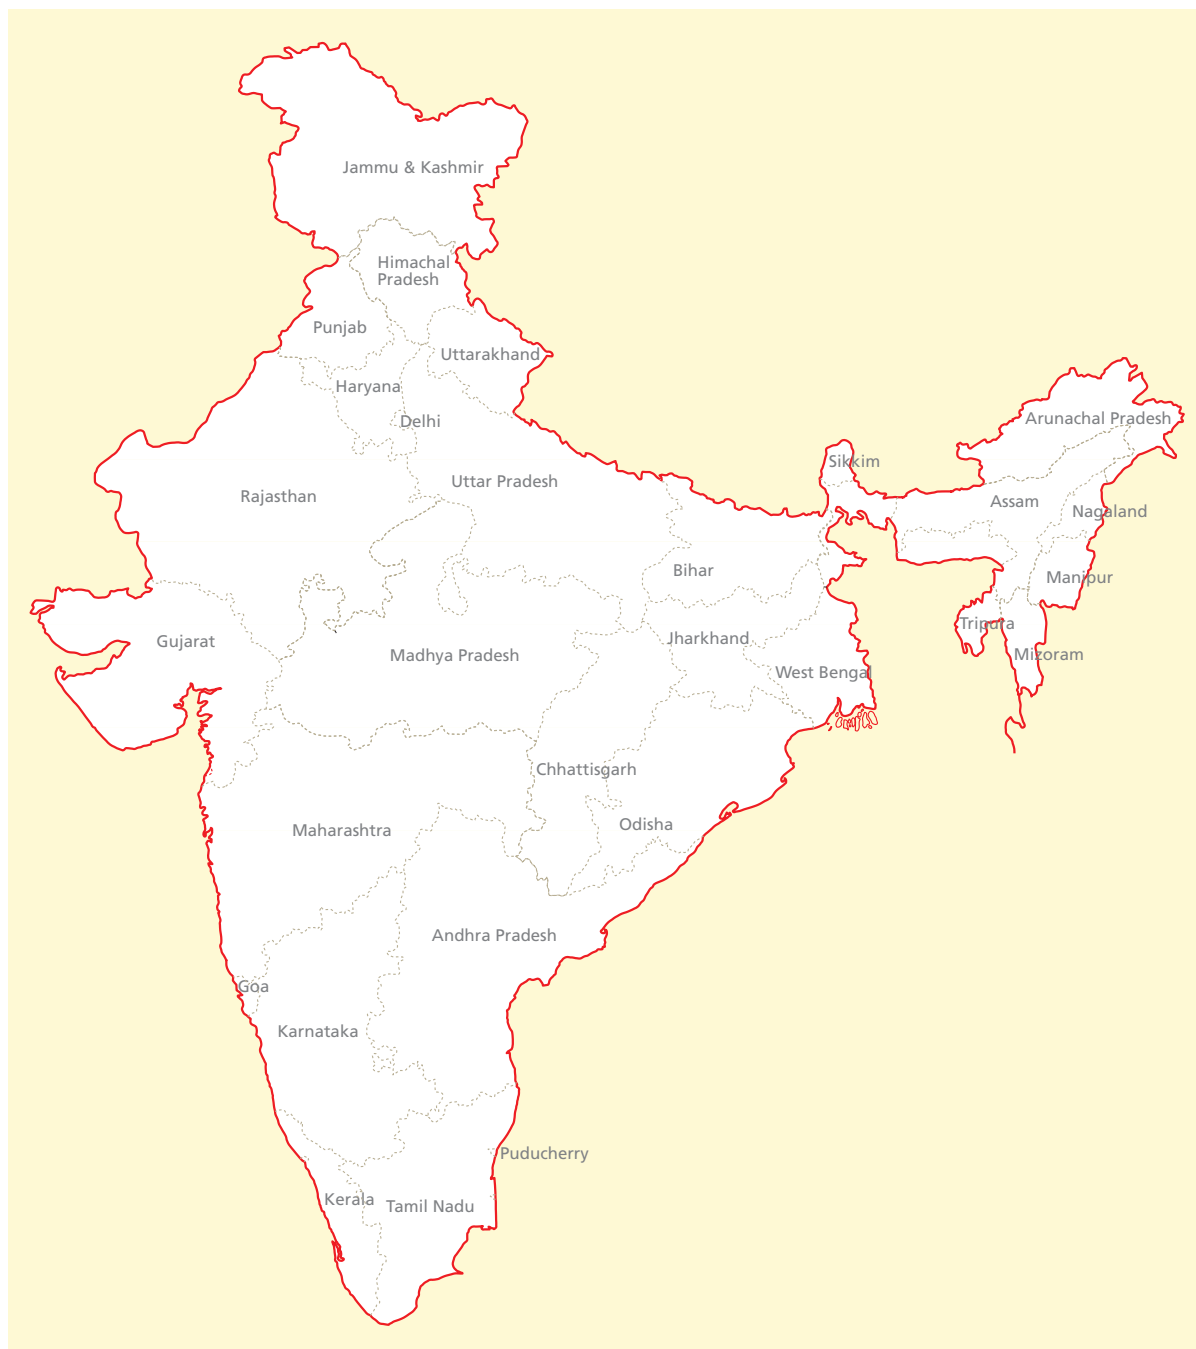 Jammu & Kashmir
Himachal
Pradesh
Punjab
Uttarakhand
Haryana
Delhi
Arunachal Pradesh
Sikkim
Uttar Pradesh
Rajasthan
Assam
Nagaland
Bihar
Manipur
Tripura
Gujarat
Jharkhand
Madhya Pradesh
Mizoram
West Bengal
Chhattisgarh
Odisha
Maharashtra
Andhra Pradesh
Goa
Karnataka
Puducherry
Kerala
Tamil Nadu